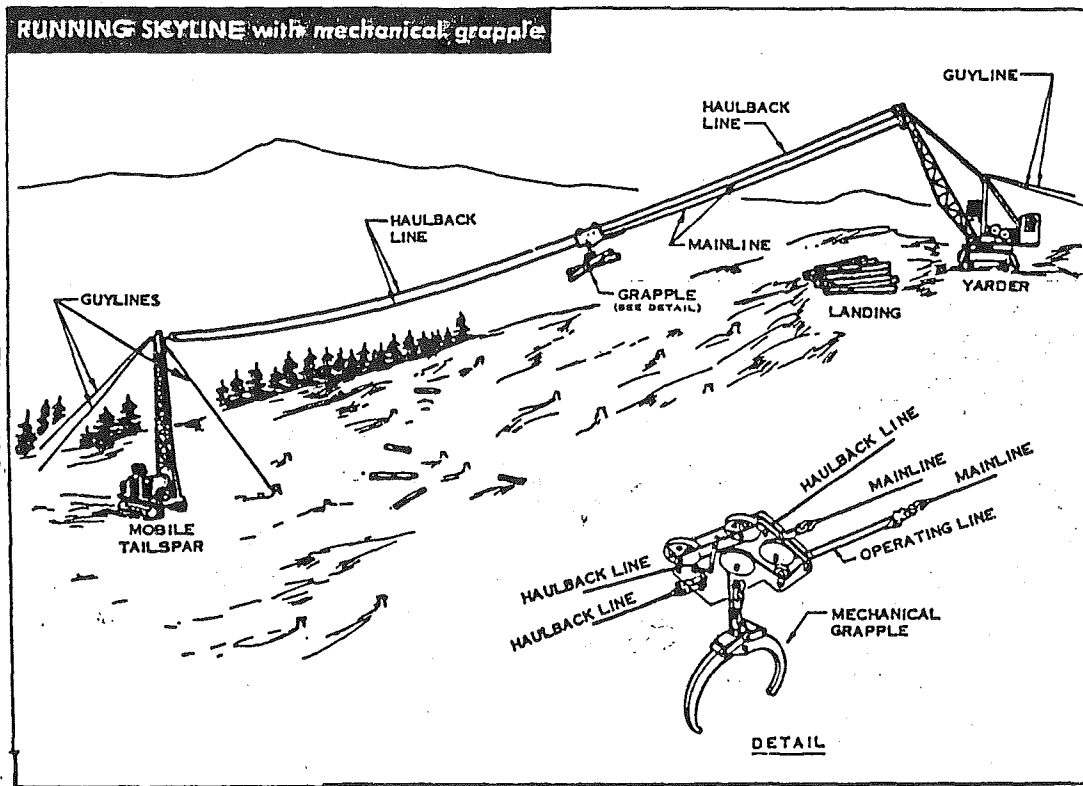 RUNNING SKYLINE with mechanical grapple
GUYLINE
HAULBACK
LINE
HAULBACK
LINE
MAINLINE
GUYLINES
GRAPPLE
(SEE DETAIL)
LANDING
YARDER
MOBILE
TAILSPAR
HAULBACK LINE
MAINLINE
MAINLINE
OPERATING LINE
HAULBACK LINE
HAULBACK LINE
MECHANICAL
GRAPPLE
DETAIL